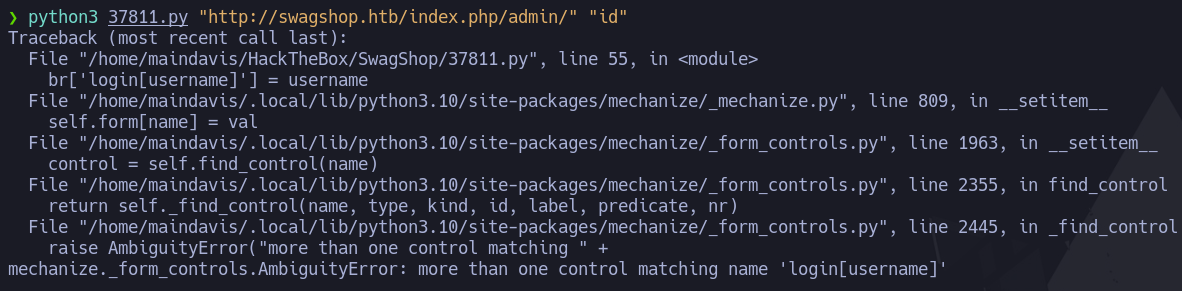 ❯ python3 37811.py "http://swagshop.htb/index.php/admin/" "id"
Traceback (most recent call last):
  File "/home/maindavis/HackTheBox/SwagShop/37811.py", line 55, in <module>
    br['login[username]'] = username
  File "/home/maindavis/.local/lib/python3.10/site-packages/mechanize/_mechanize.py", line 809, in __setitem__
    self.form[name] = val
  File "/home/maindavis/.local/lib/python3.10/site-packages/mechanize/_form_controls.py", line 1963, in __setitem__
    control = self.find_control(name)
  File "/home/maindavis/.local/lib/python3.10/site-packages/mechanize/_form_controls.py", line 2355, in find_control
    return self._find_control(name, type, kind, id, label, predicate, nr)
  File "/home/maindavis/.local/lib/python3.10/site-packages/mechanize/_form_controls.py", line 2445, in _find_control
    raise AmbiguityError("more than one control matching " +
mechanize._form_controls.AmbiguityError: more than one control matching name 'login[username]'